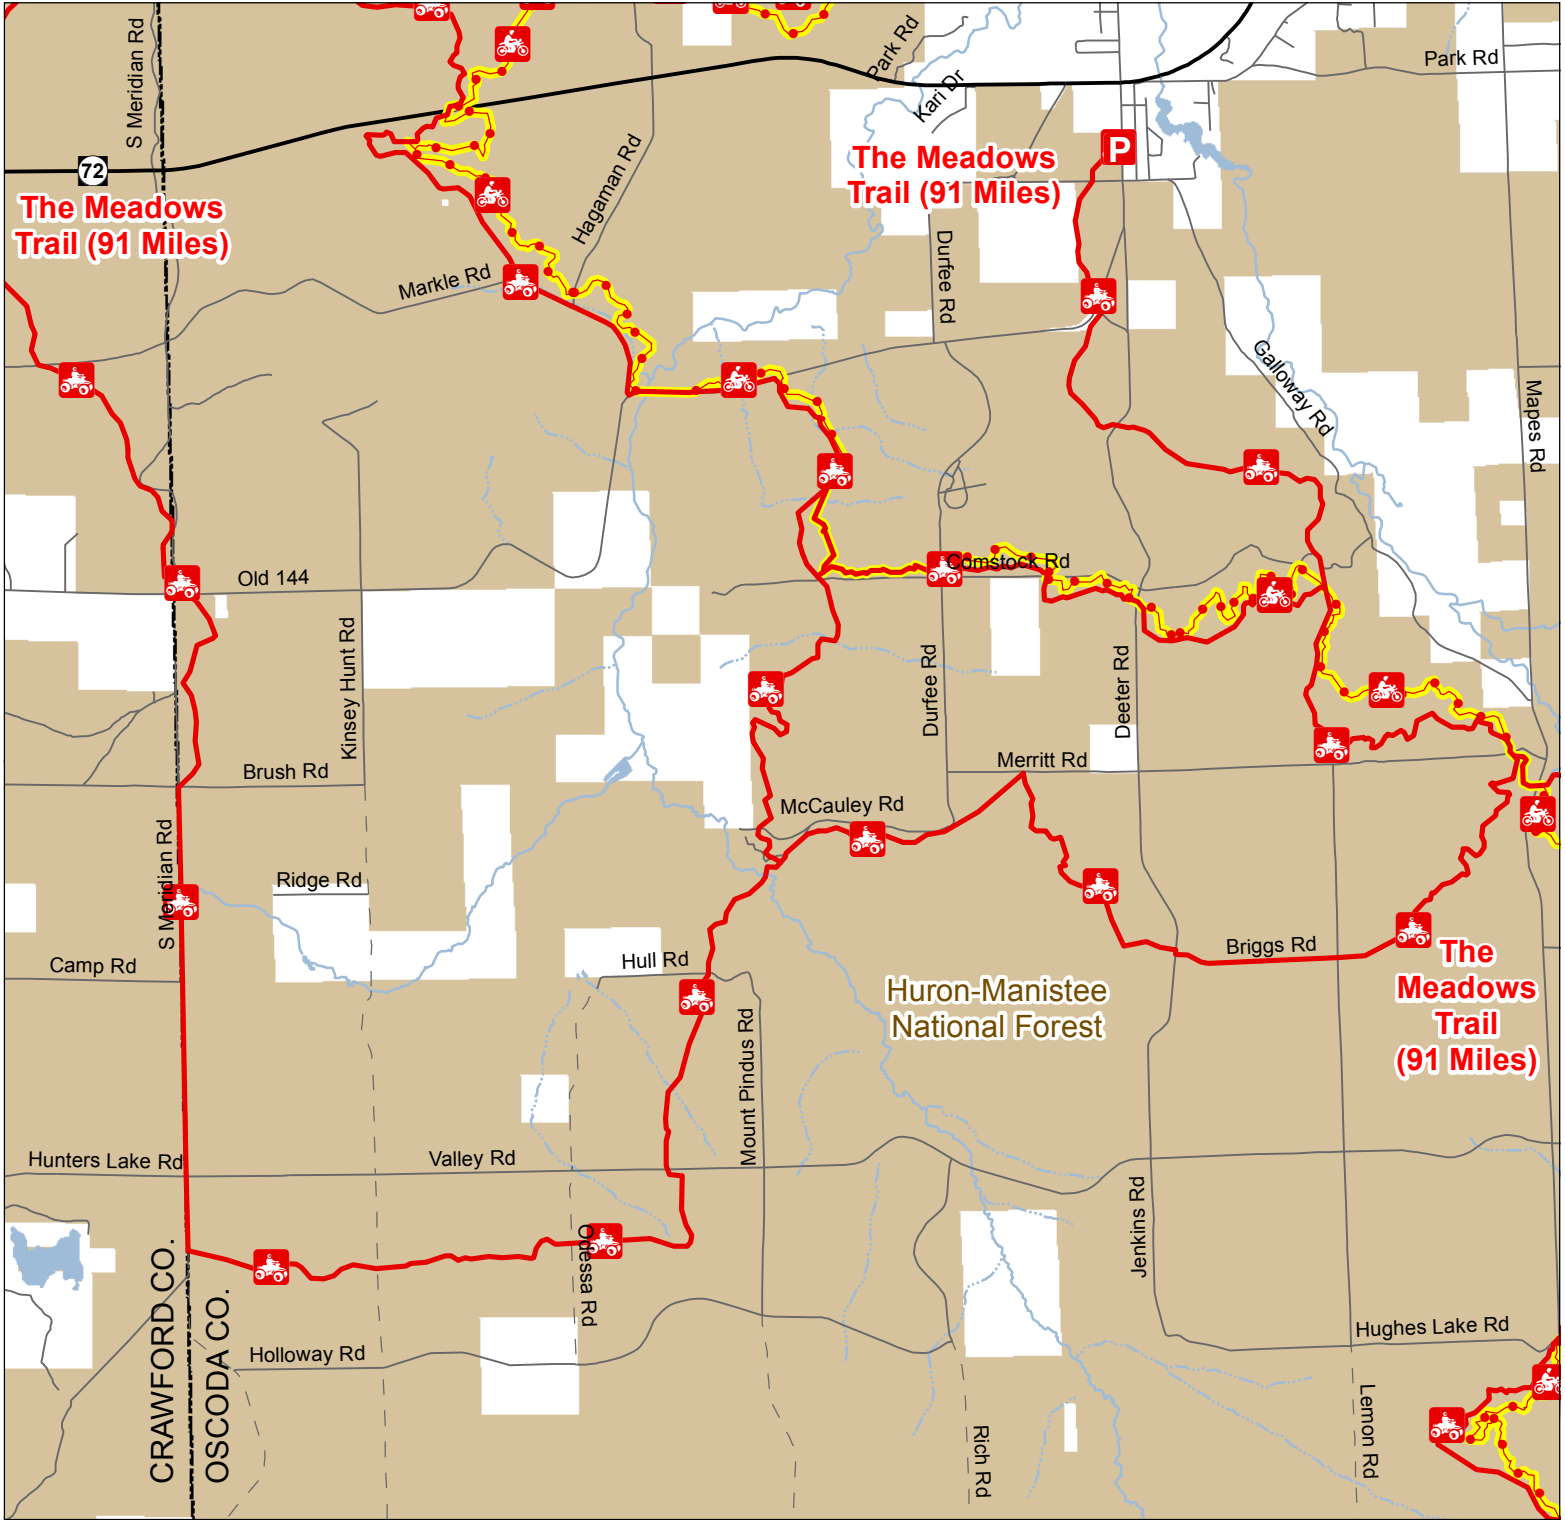 S Meridian Rd
Park Rd
Park Rd
Kari Dr
72
Hagaman Rd
The Meadows
Trail (91 Miles)
P
The Meadows
Trail (91 Miles)
Markle Rd
Durfee Rd
Galloway Rd
Mapes Rd
Old 144
Comstock Rd
Kinsey Hunt Rd
Durfee Rd
Deeter Rd
Brush Rd
Merritt Rd
McCauley Rd
S Meridian Rd
Ridge Rd
Camp Rd
Hull Rd
Briggs Rd
The
Meadows
Trail
(91 Miles)
Huron-Manistee
National Forest
Mount Pindus Rd
Hunters Lake Rd
Valley Rd
Jenkins Rd
Odessa Rd
CRAWFORD CO.
OSCODA CO.
Holloway Rd
Hughes Lake Rd
Rich Rd
Lemon Rd